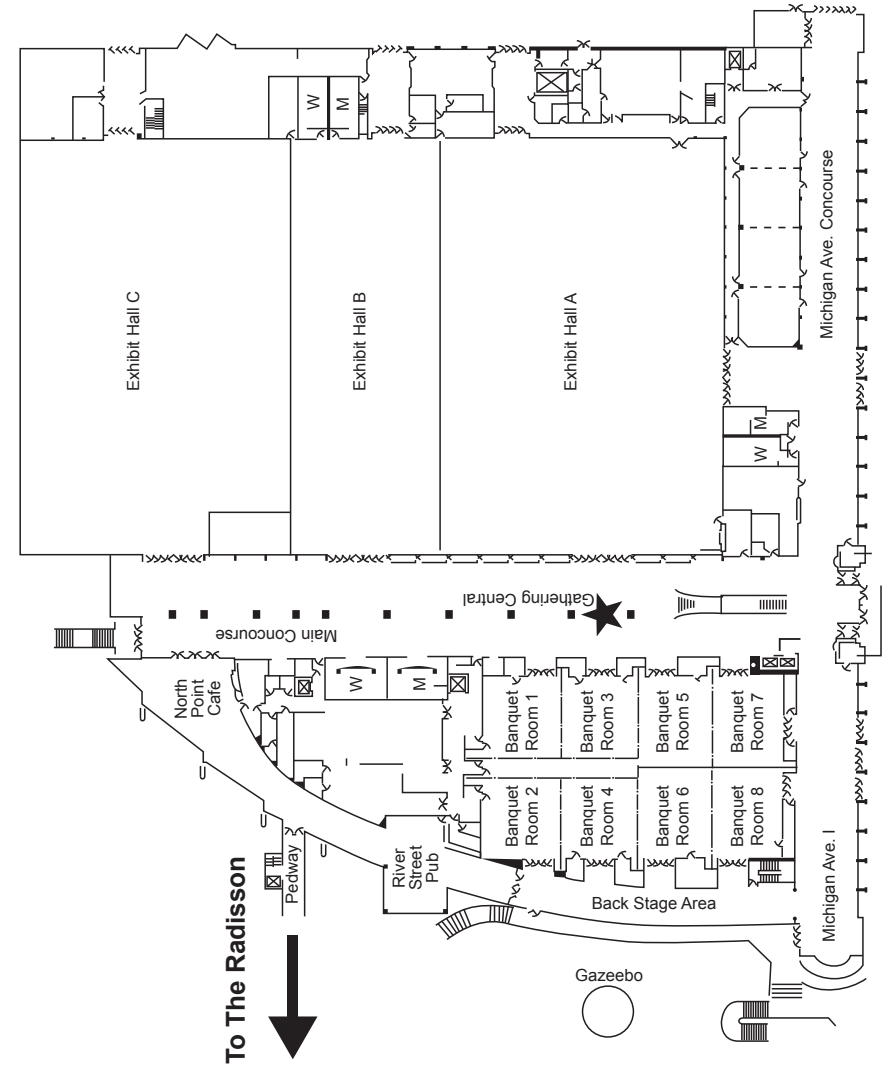 Exhibit Hall C
Exhibit Hall B
Exhibit Hall A
W
M
Michigan Ave. Concourse
M
W
Main Concourse
Gathering Central
North
Point
Cafe
W
M
Banquet
Room 1
Banquet
Room 3
Banquet
Room 5
Banquet
Room 7
Banquet
Room 2
Banquet
Room 4
Banquet
Room 6
Banquet
Room 8
River
Street
Pub
Pedway
To The Radisson
Back Stage Area
Michigan Ave. I
Gazeebo